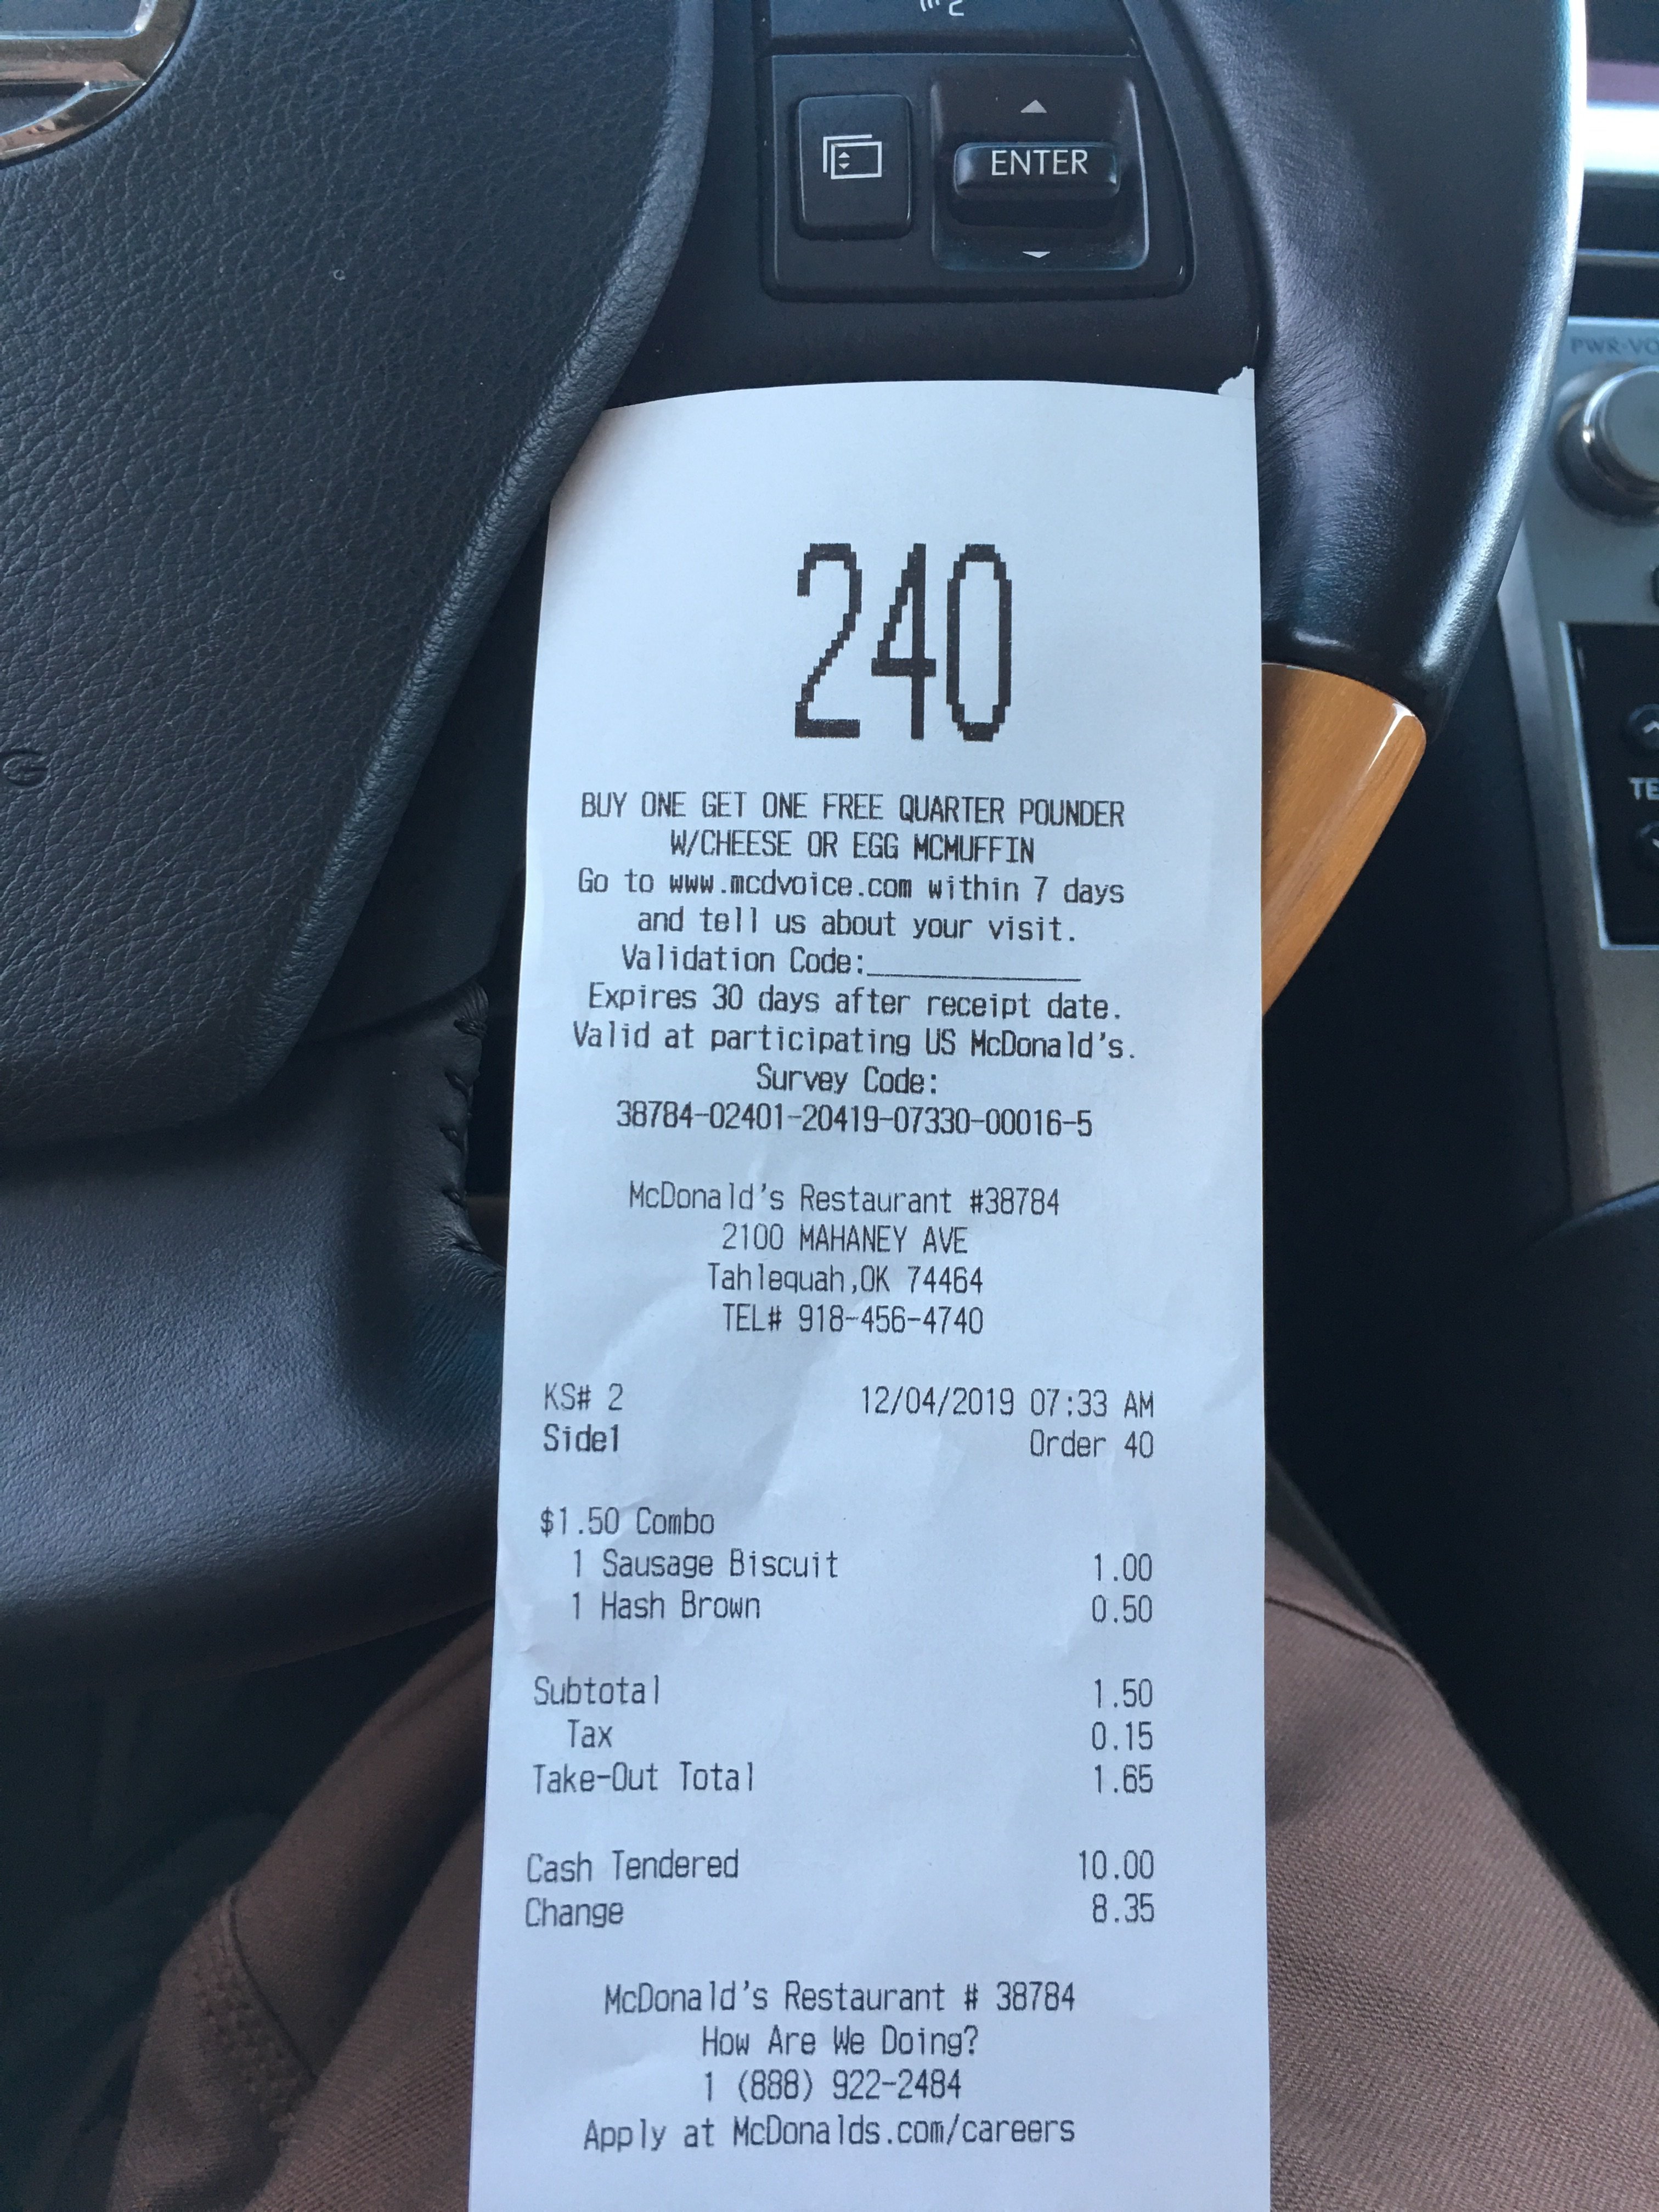 2
ENTER
PWR·VO
TE
G
240
BUY ONE GET ONE FREE QUARTER POUNDER
W/CHEESE OR EGG MCMUFFIN
Go to www.mcdvoice.com within 7 days
and tell us about your visit.
Validation Code:______________
Expires 30 days after receipt date.
Valid at participating US McDonald's.
Survey Code:
38784-02401-20419-07330-00016-5
McDonald's Restaurant #38784
2100 MAHANEY AVE
Tahlequah,OK 74464
TEL# 918-456-4740
KS# 2 12/04/2019 07:33 AM
Side1 Order 40
$1.50 Combo
1 Sausage Biscuit 1.00
1 Hash Brown 0.50
Subtotal 1.50
Tax 0.15
Take-Out Total 1.65
Cash Tendered 10.00
Change 8.35
McDonald's Restaurant # 38784
How Are We Doing?
1 (888) 922-2484
Apply at McDonalds.com/careers